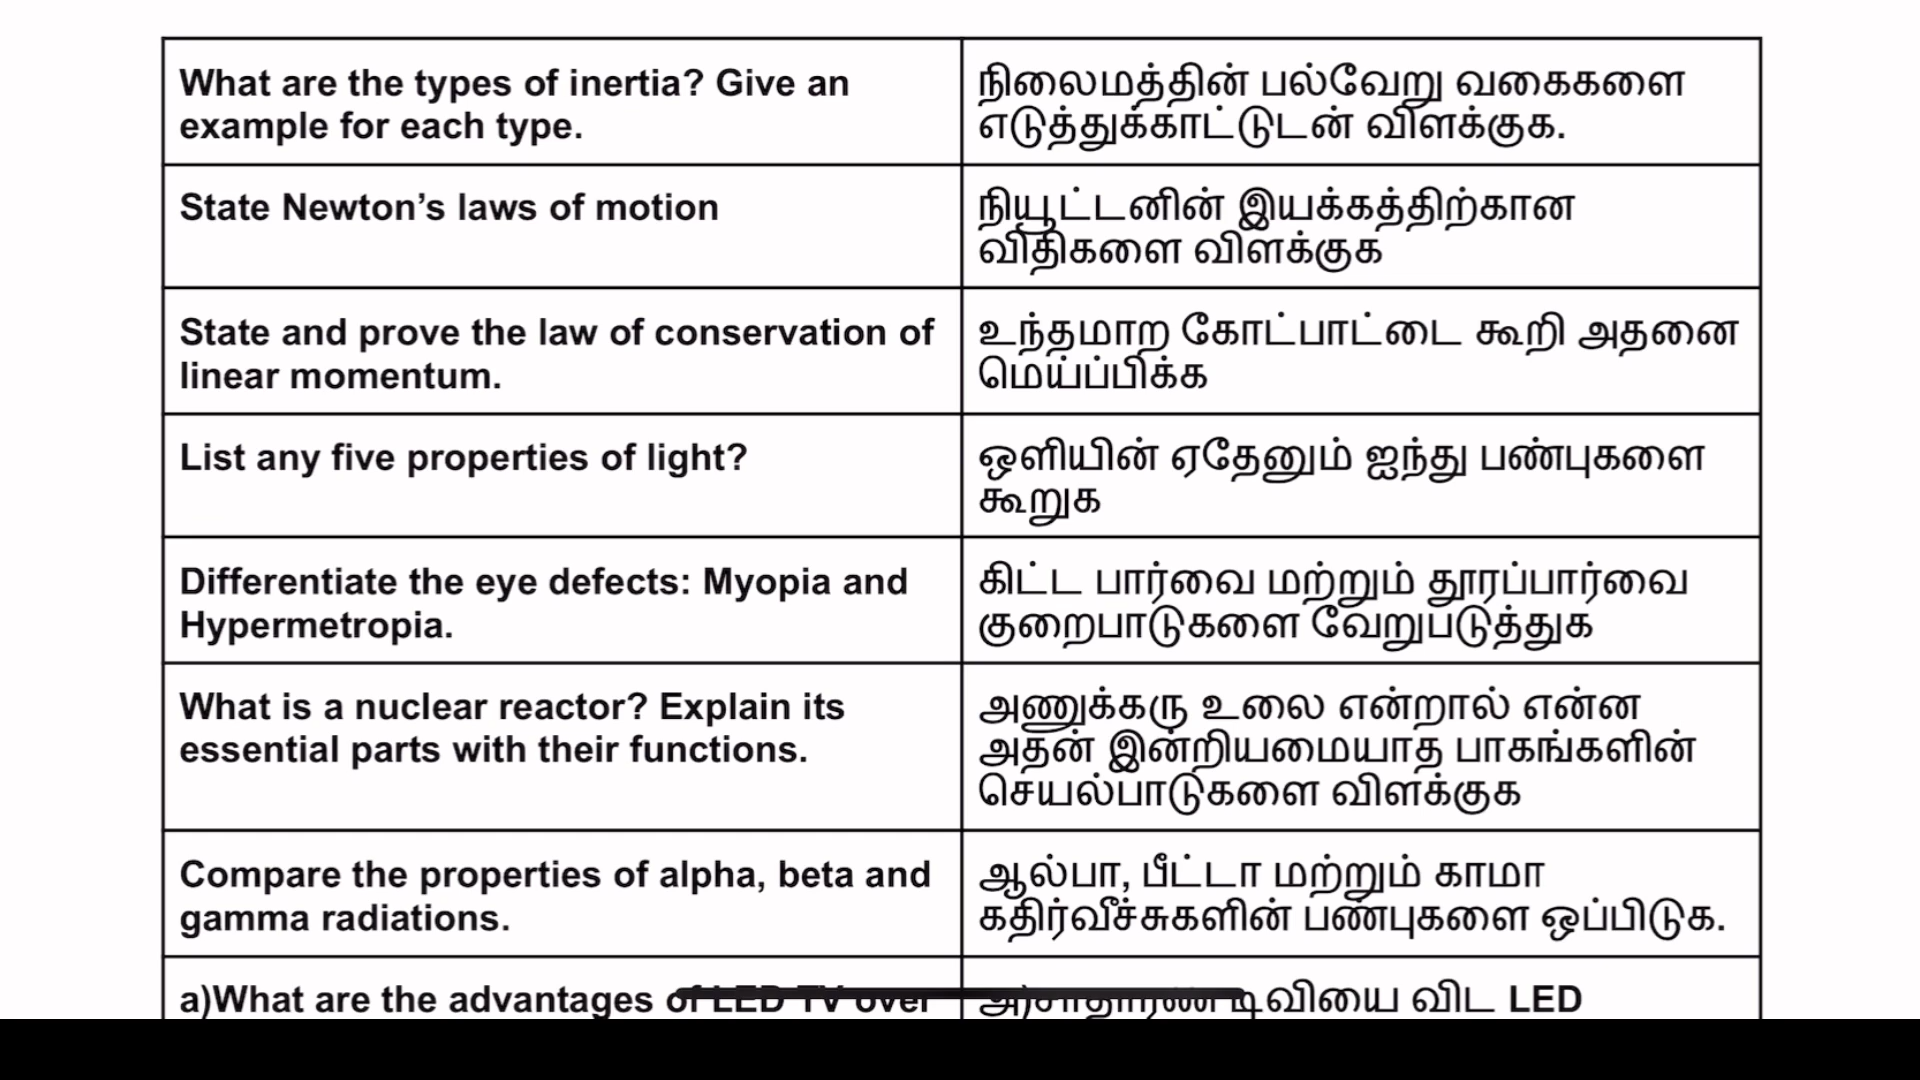 What are the types of inertia? Give an
example for each type.
நிலைமத்தின் பல்வேறு வகைகளை
எடுத்துக்காட்டுடன் விளக்குக.
State Newton’s laws of motion
நியூட்டனின் இயக்கத்திற்கான
விதிகளை விளக்குக
State and prove the law of conservation of
linear momentum.
உந்தமாற கோட்பாட்டை கூறி அதனை
மெய்ப்பிக்க
List any five properties of light?
ஒளியின் ஏதேனும் ஐந்து பண்புகளை
கூறுக
Differentiate the eye defects: Myopia and
Hypermetropia.
கிட்ட பார்வை மற்றும் தூரப்பார்வை
குறைபாடுகளை வேறுபடுத்துக
What is a nuclear reactor? Explain its
essential parts with their functions.
அணுக்கரு உலை என்றால் என்ன
அதன் இன்றியமையாத பாகங்களின்
செயல்பாடுகளை விளக்குக
Compare the properties of alpha, beta and
gamma radiations.
ஆல்பா, பீட்டா மற்றும் காமா
கதிர்வீச்சுகளின் பண்புகளை ஒப்பிடுக.
a)What are the advantages of LED TV over
அ)சாதாரண டிவியை விட LED